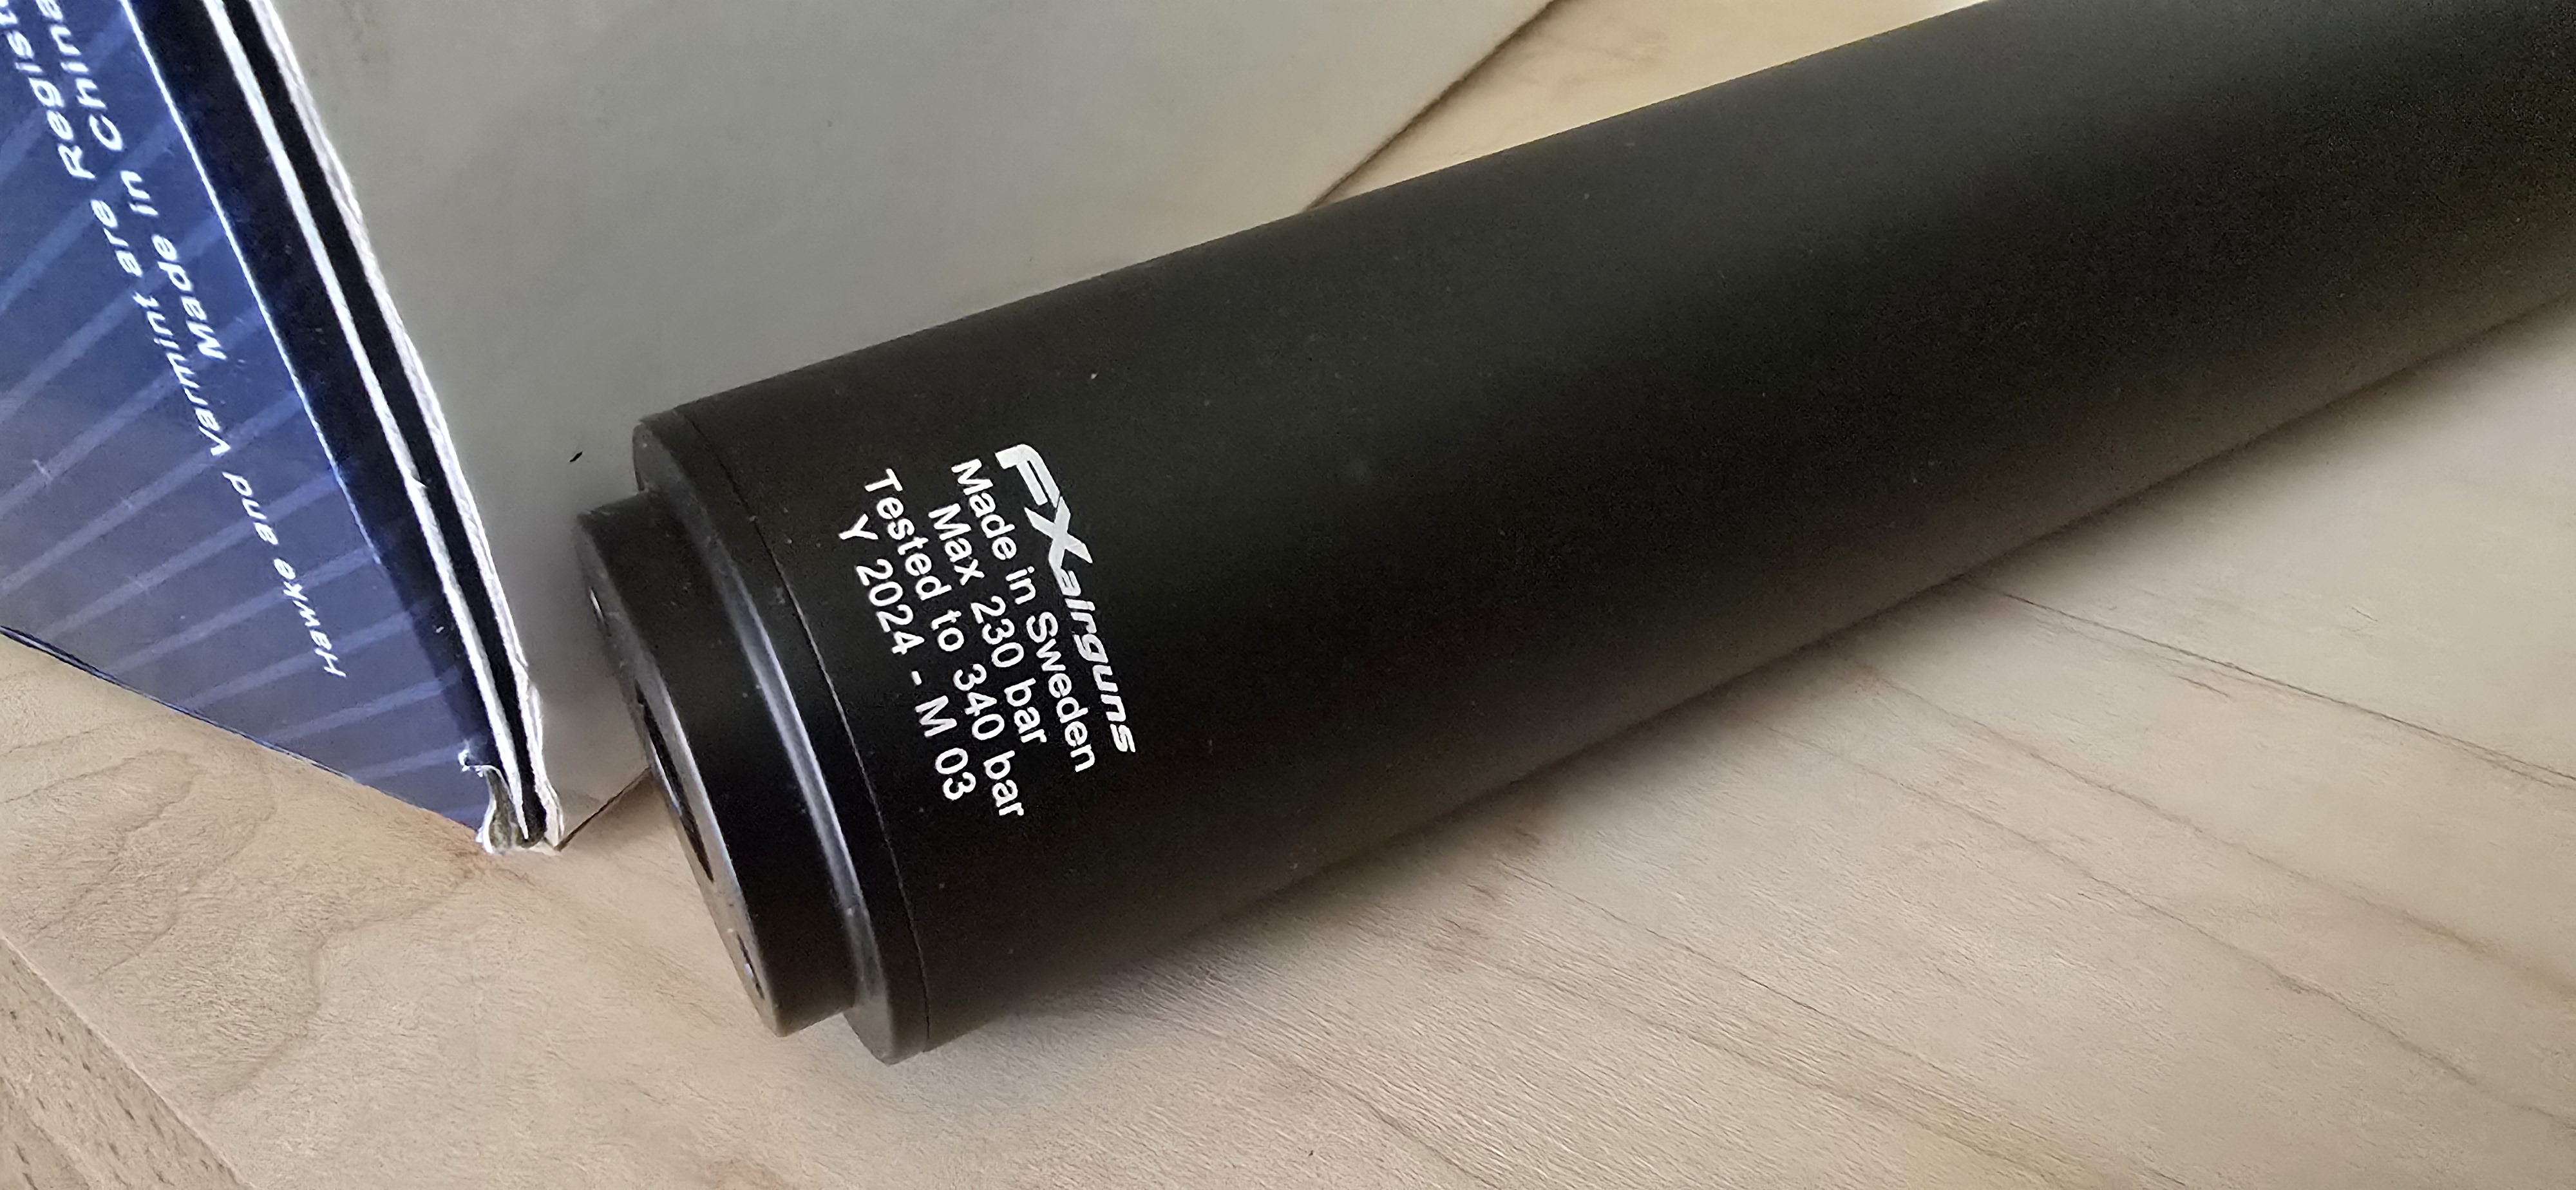 FX airguns
Made in Sweden
Max 230 bar
Tested to 340 bar
Y 2024 - M 03
Hawke and Varmint are
Made in China